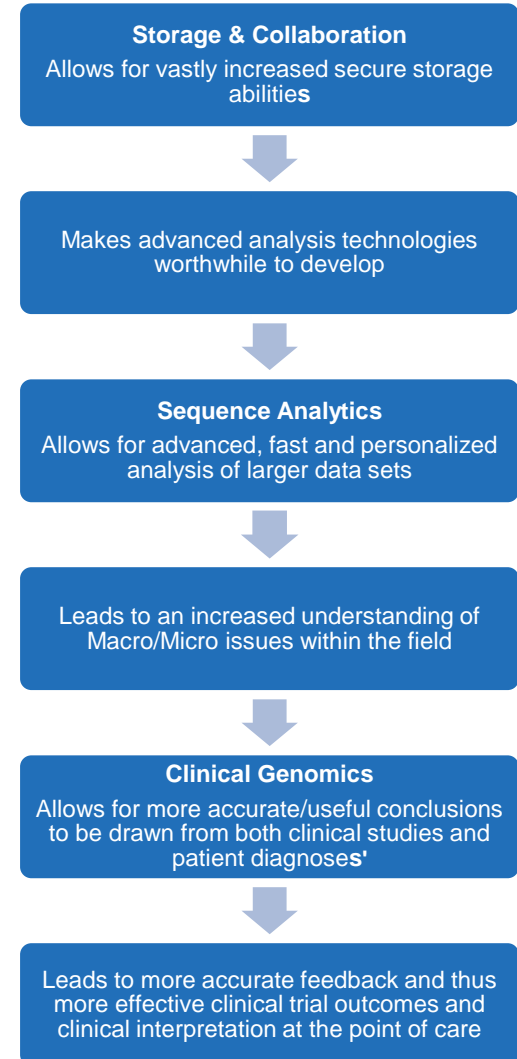 Storage & Collaboration
Allows for vastly increased secure storage
abilities
Makes advanced analysis technologies
worthwhile to develop
Sequence Analytics
Allows for advanced, fast and personalized
analysis of larger data sets
Leads to an increased understanding of
Macro/Micro issues within the field
Clinical Genomics
Allows for more accurate/useful conclusions
to be drawn from both clinical studies and
patient diagnoses'
Leads to more accurate feedback and thus
more effective clinical trial outcomes and
clinical interpretation at the point of care